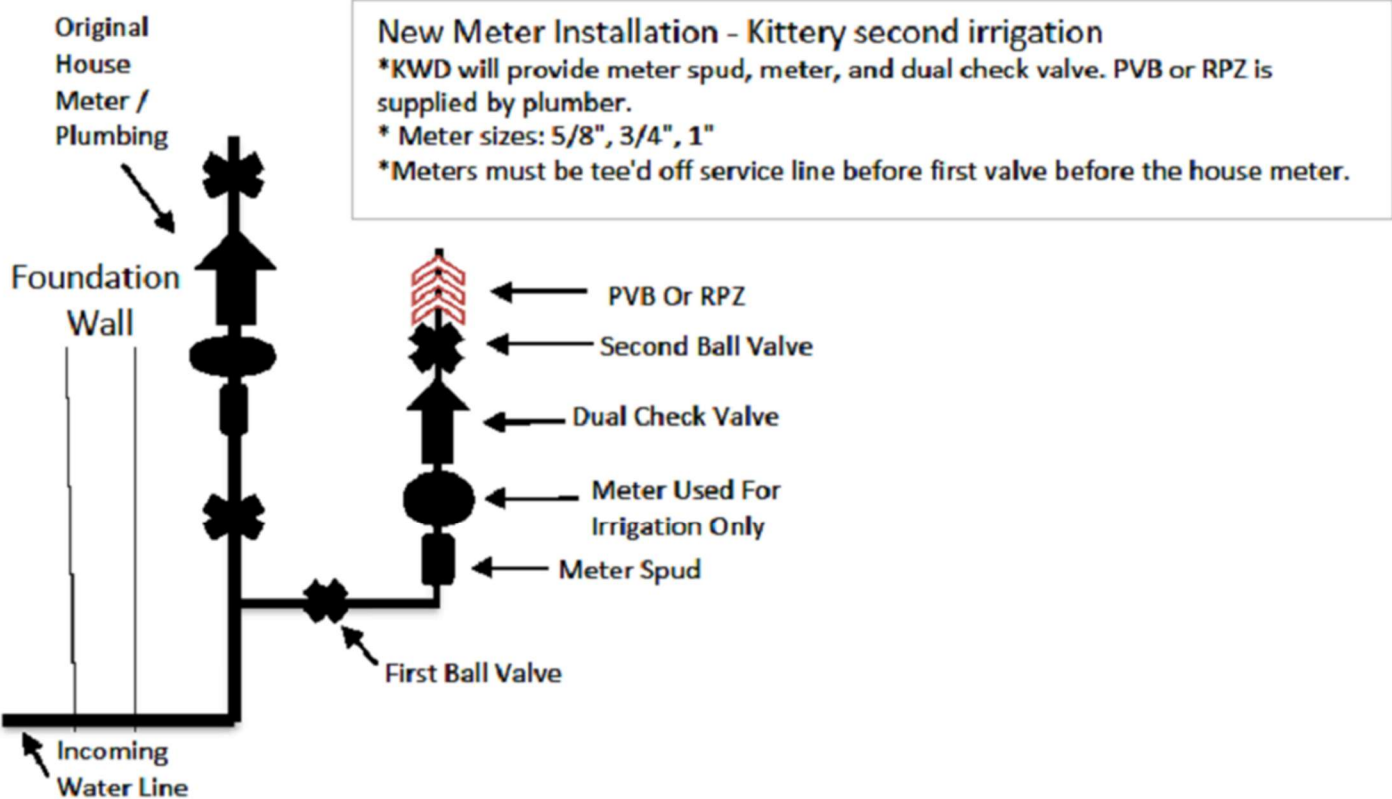 Original
House
Meter /
Plumbing
New Meter Installation - Kittery second irrigation
*KWD will provide meter spud, meter, and dual check valve. PVB or RPZ is
supplied by plumber.
* Meter sizes: 5/8", 3/4", 1"
*Meters must be tee'd off service line before first valve before the house meter.
Foundation
Wall
PVB Or RPZ
Second Ball Valve
Dual Check Valve
Meter Used For
Irrigation Only
Meter Spud
First Ball Valve
Incoming
Water Line